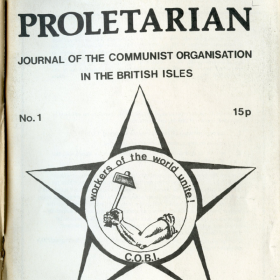 PROLETARIAN
JOURNAL OF THE COMMUNIST ORGANISATION
IN THE BRITISH ISLES
No. 1
15p
workers of the world unite!
C.O.B.I.